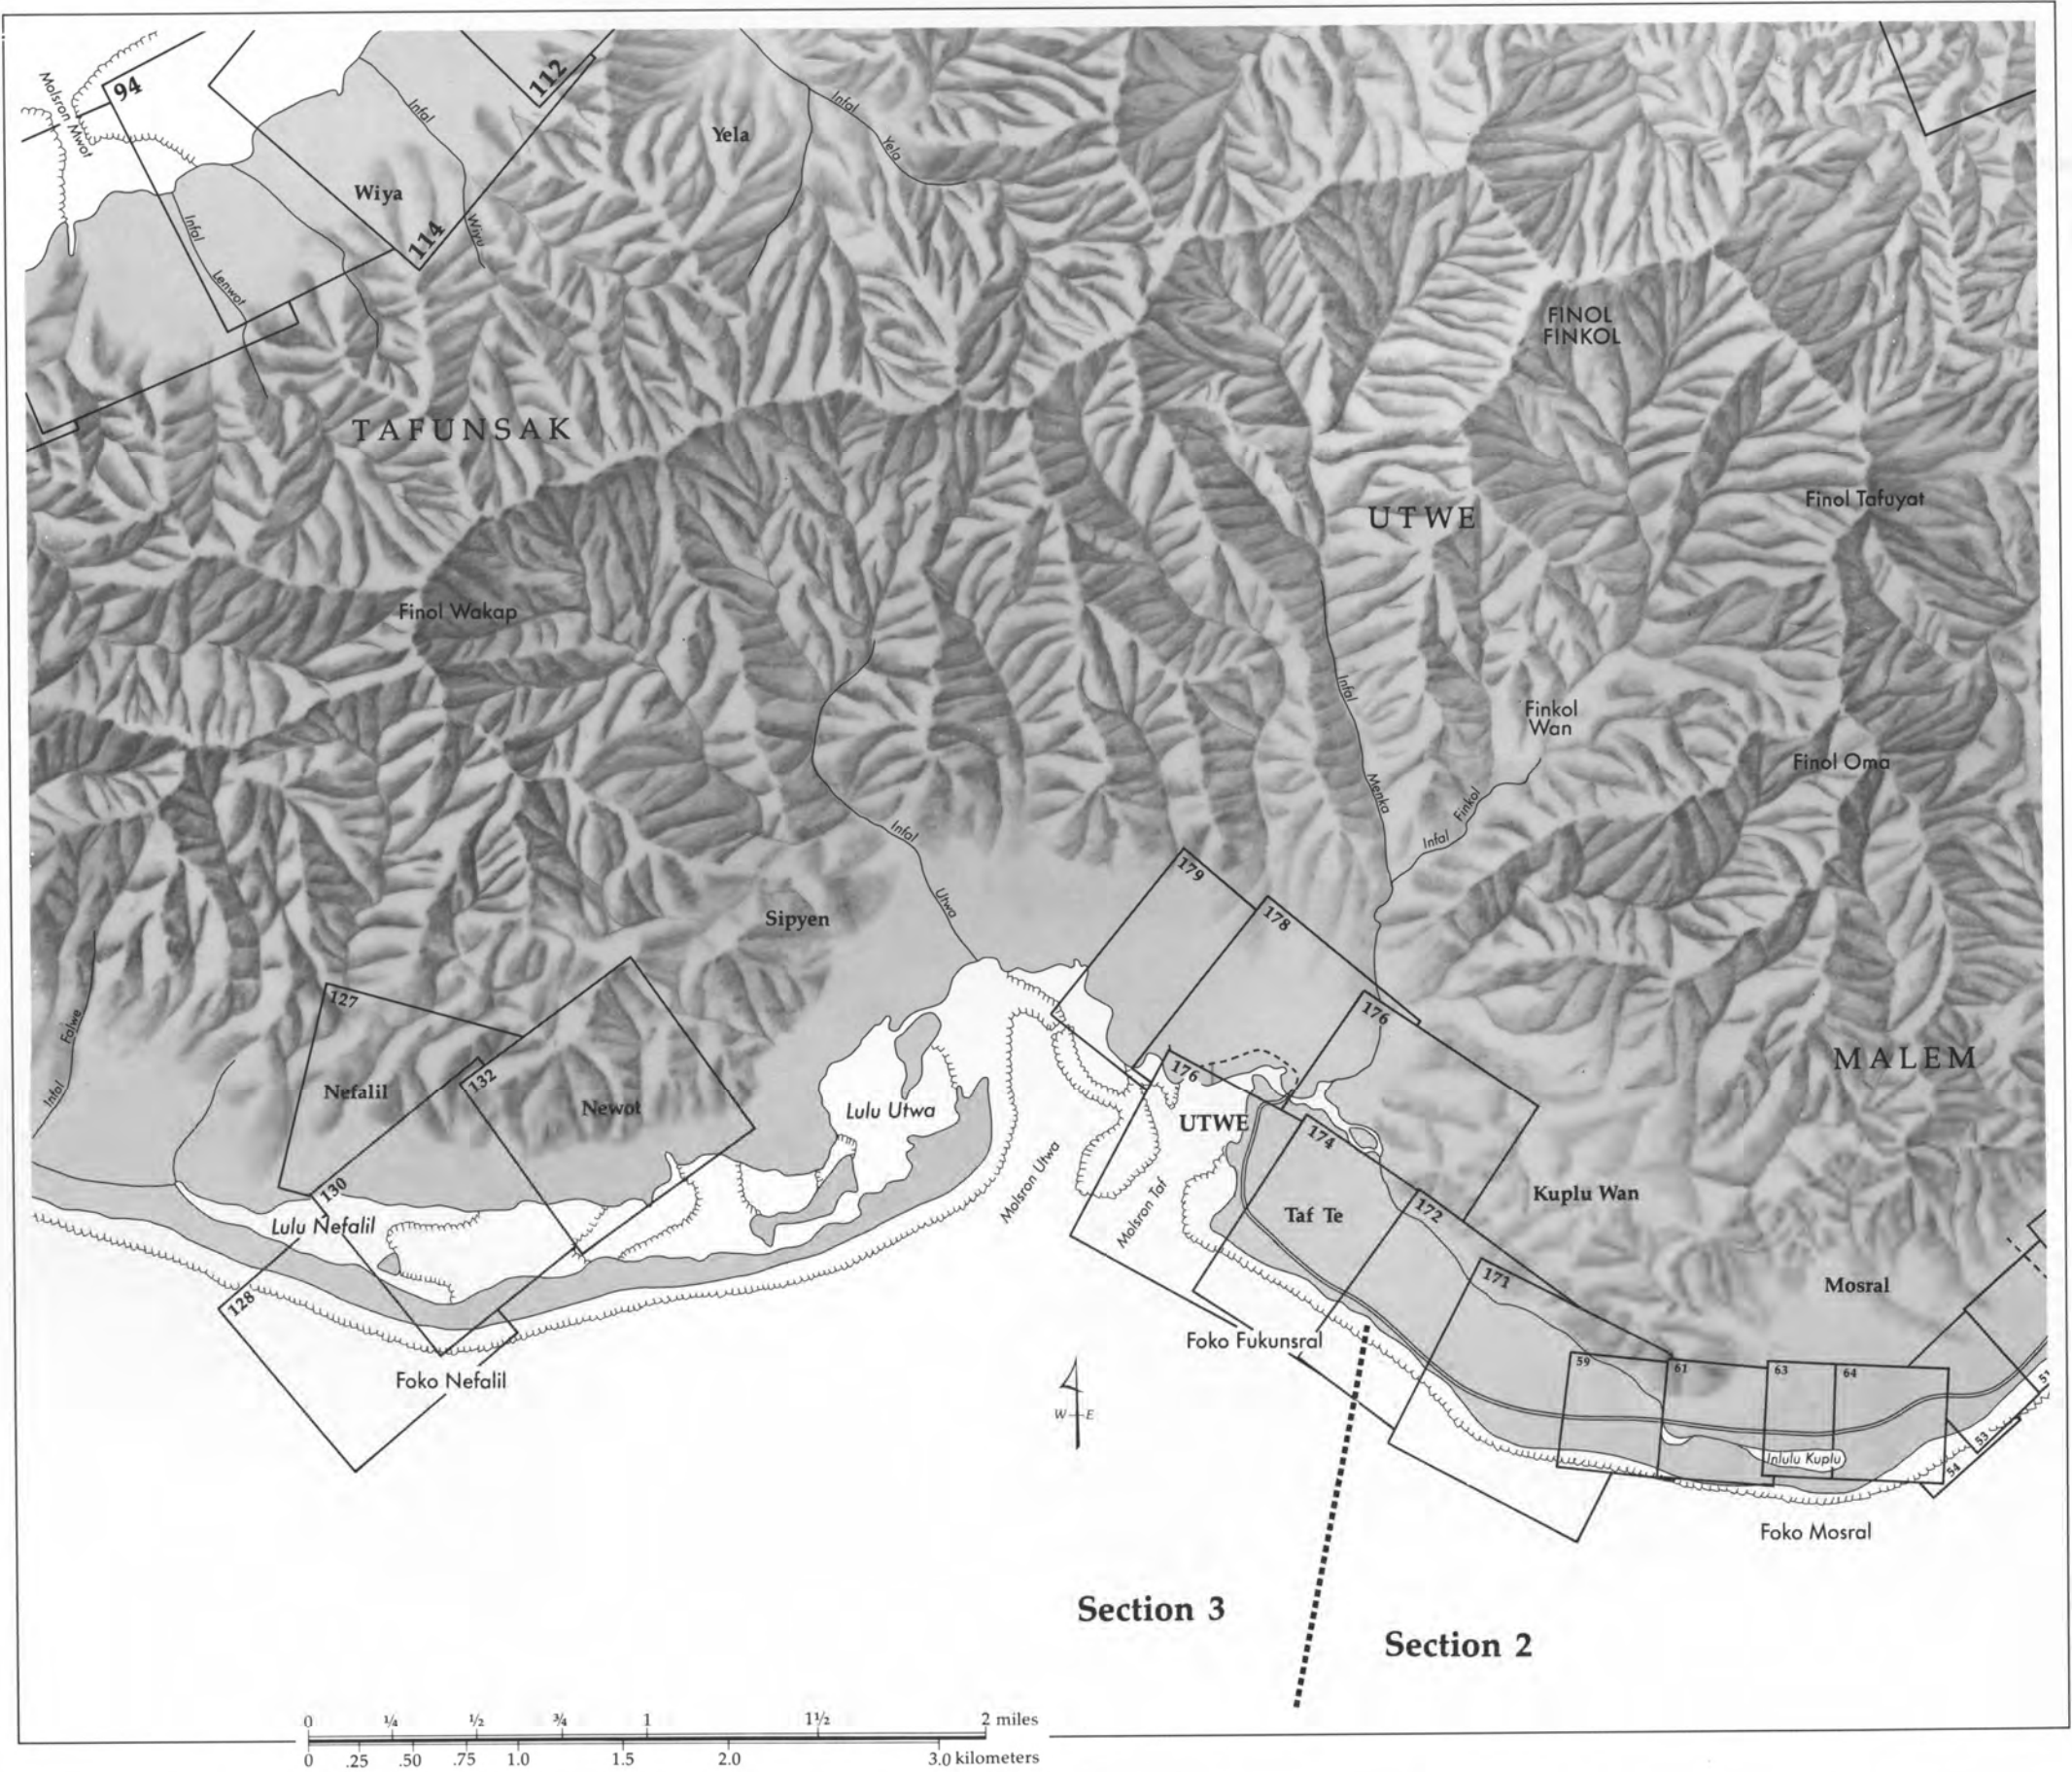 94
112
Molsron Mwot
Infal
Wiyu
Infal
Yela
Yela
Wiya
114
Infal
Lenwot
FINOL
FINKOL
TAFUNSAK
UTWE
Finol Tafuyat
Finol Wakap
Infal
Menka
Finkol
Wan
Finol Oma
Infal Finkol
Infal
Utwa
Sipyen
179
178
127
176
Infal
Folwe
MALEM
Nefalil
132
Newot
Lulu Utwa
176
UTWE
174
Molsron Utwa
Molsron Taf
Taf Te
172
Kuplu Wan
130
Lulu Nefalil
171
Mosral
128
Foko Fukunsral
Foko Nefalil
59
61
63
64
51
53
54
Inlulu Kuplu
W E
Foko Mosral
Section 3
Section 2
0 ¼ ½ ¾ 1 1½ 2 miles
0 .25 .50 .75 1.0 1.5 2.0 3.0 kilometers